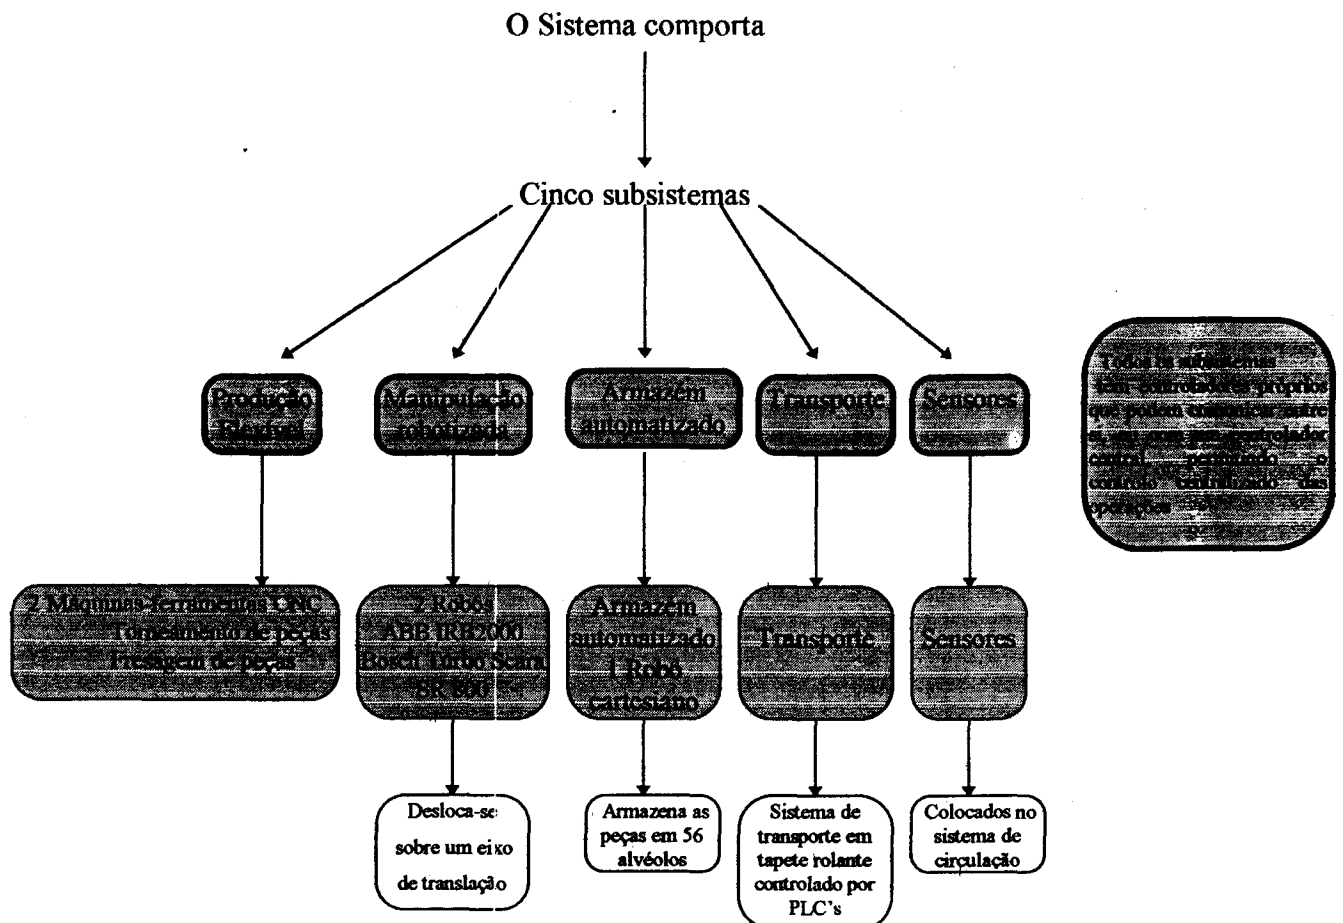 O Sistema comporta
Cinco subsistemas
Produção
Flexível
Manipulação
robotizada
Armazém
automatizado
Transporte
Sensores
Todos os subsistemas
têm controladores próprios
que podem comunicar entre
si, ou com um controlador
central, permitindo o
controlo centralizado das
operações
2 Máquinas-ferramentas CNC
Torneamento de peças
Fresagem de peças
2 Robôs
ABB IRB2000
Bosch Turbo Scara
SR 800
Armazém
automatizado
1 Robô
cartesiano
Transporte
Sensores
Desloca-se
sobre um eixo
de translação
Armazena as
peças em 56
alvéolos
Sistema de
transporte em
tapete rolante
controlado por
PLC's
Colocados no
sistema de
circulação